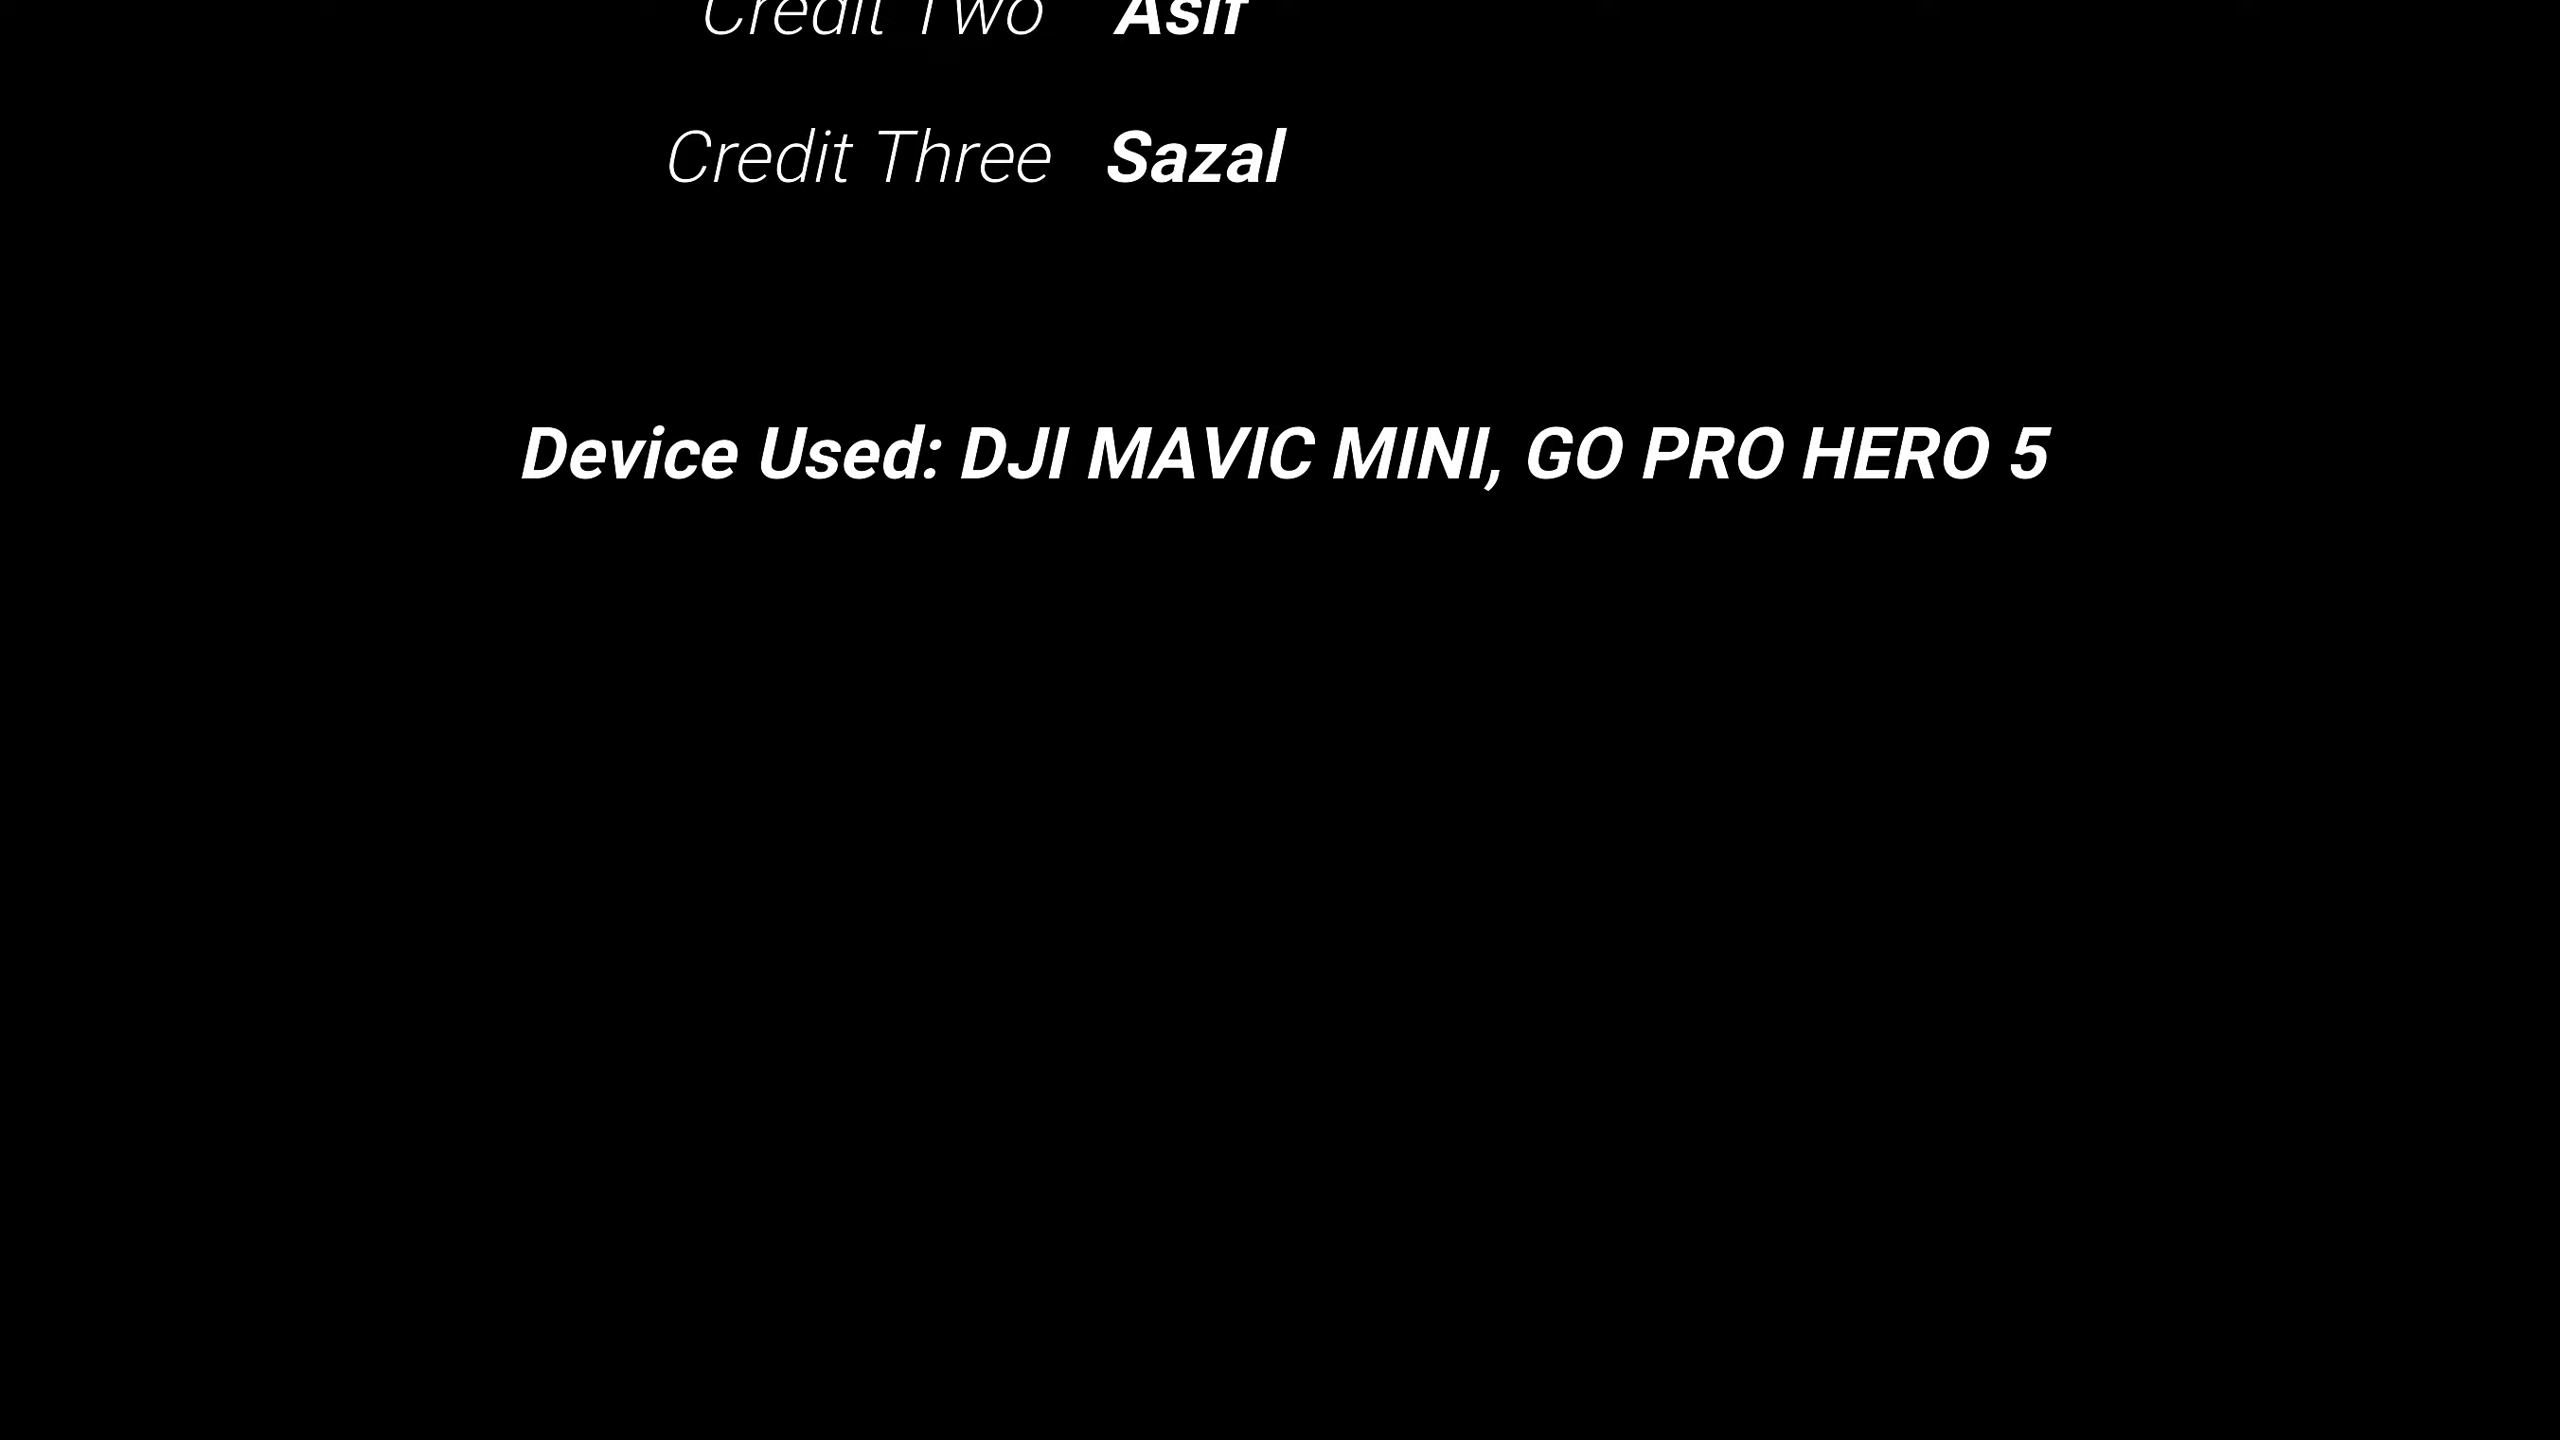 Credit Two Asif
Credit Three Sazal
Device Used: DJI MAVIC MINI, GO PRO HERO 5